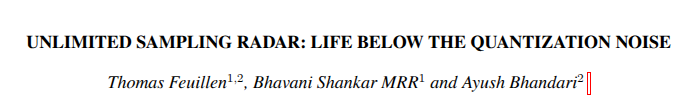 UNLIMITED SAMPLING RADAR: LIFE BELOW THE QUANTIZATION NOISE
Thomas Feuillen1,2, Bhavani Shankar MRR1 and Ayush Bhandari2